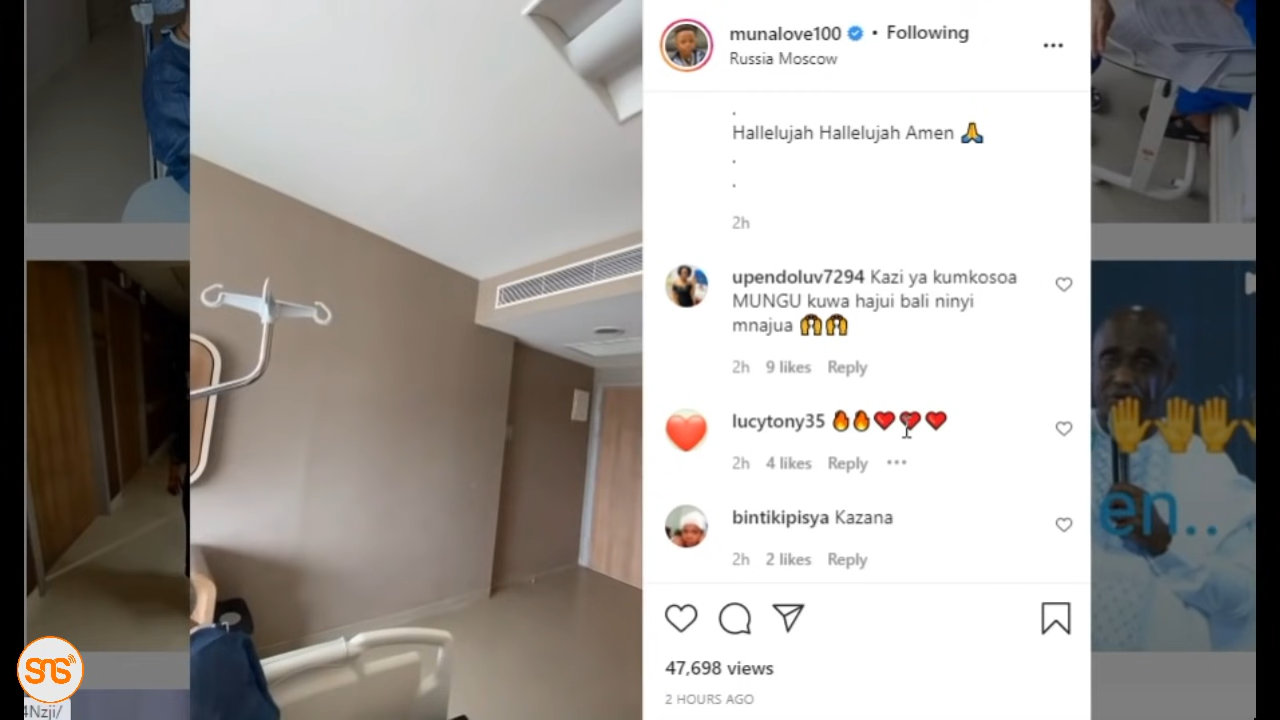 munalove100 • Following
Russia Moscow
.
Hallelujah Hallelujah Amen 🙏
.
.
2h
upendoluv7294 Kazi ya kumkosoa
MUNGU kuwa hajui bali ninyi
mnajua 🙌🙌
2h 9 likes Reply
lucytony35 🔥🔥❤️❤️❤️
2h 4 likes Reply
bintikipisya Kazana
2h 2 likes Reply
47,698 views
2 HOURS AGO
en..
SNS
4Nzji/